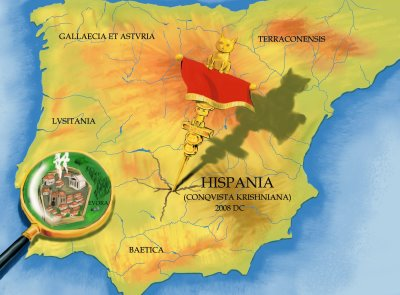 GALLAECIA ET ASTVRIA
TERRACONENSIS
LVSITANIA
HISPANIA
(CONQVISTA KRISHNIANA)
2008 DC
EVORA
BAETICA